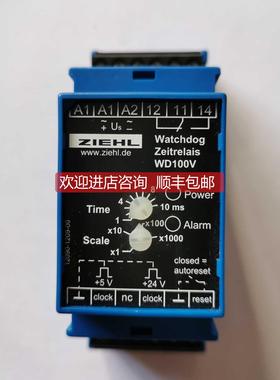 A1 A1 A2 12 11 14
+ Us -
ZIEHL
www.ziehl.de
Watchdog
Zeitrelais
WD100V
欢迎进店咨询，顺丰包邮
Power
Time
4
1
10 ms
Alarm
x100
x10
Scale
x1
x1000
closed =
autoreset
+5 V
+24 V
clock nc clock reset